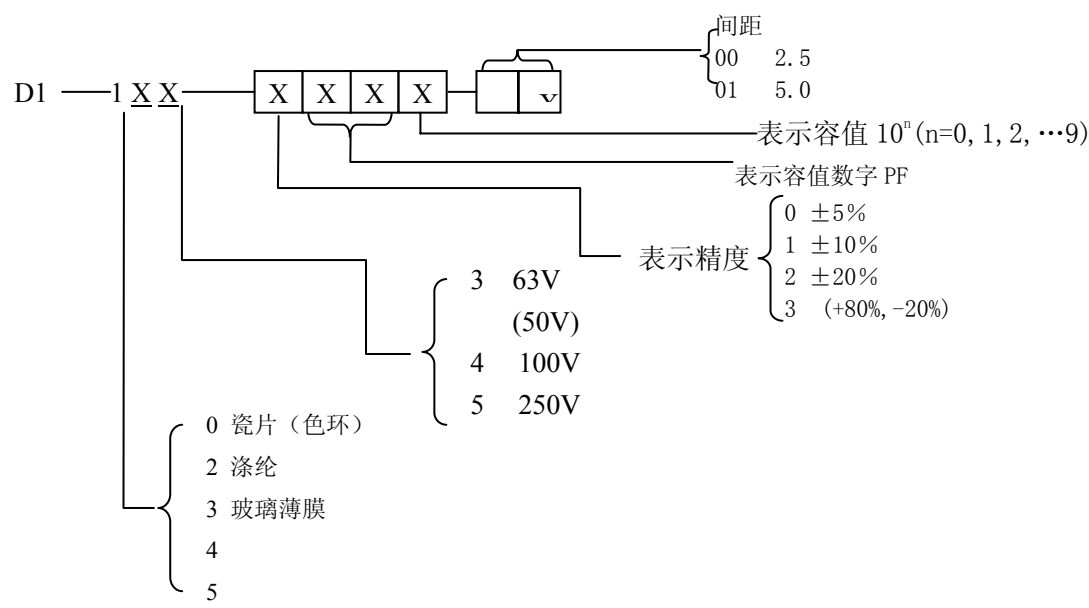 间距
00 2.5
01 5.0
D1 1 X X X X X X
表示容值 10ⁿ (n=0, 1, 2, …9)
表示容值数字 PF
表示精度
0 ±5%
1 ±10%
2 ±20%
3 (+80%, -20%)
3 63V
(50V)
4 100V
5 250V
0 瓷片（色环）
2 涤纶
3 玻璃薄膜
4
5